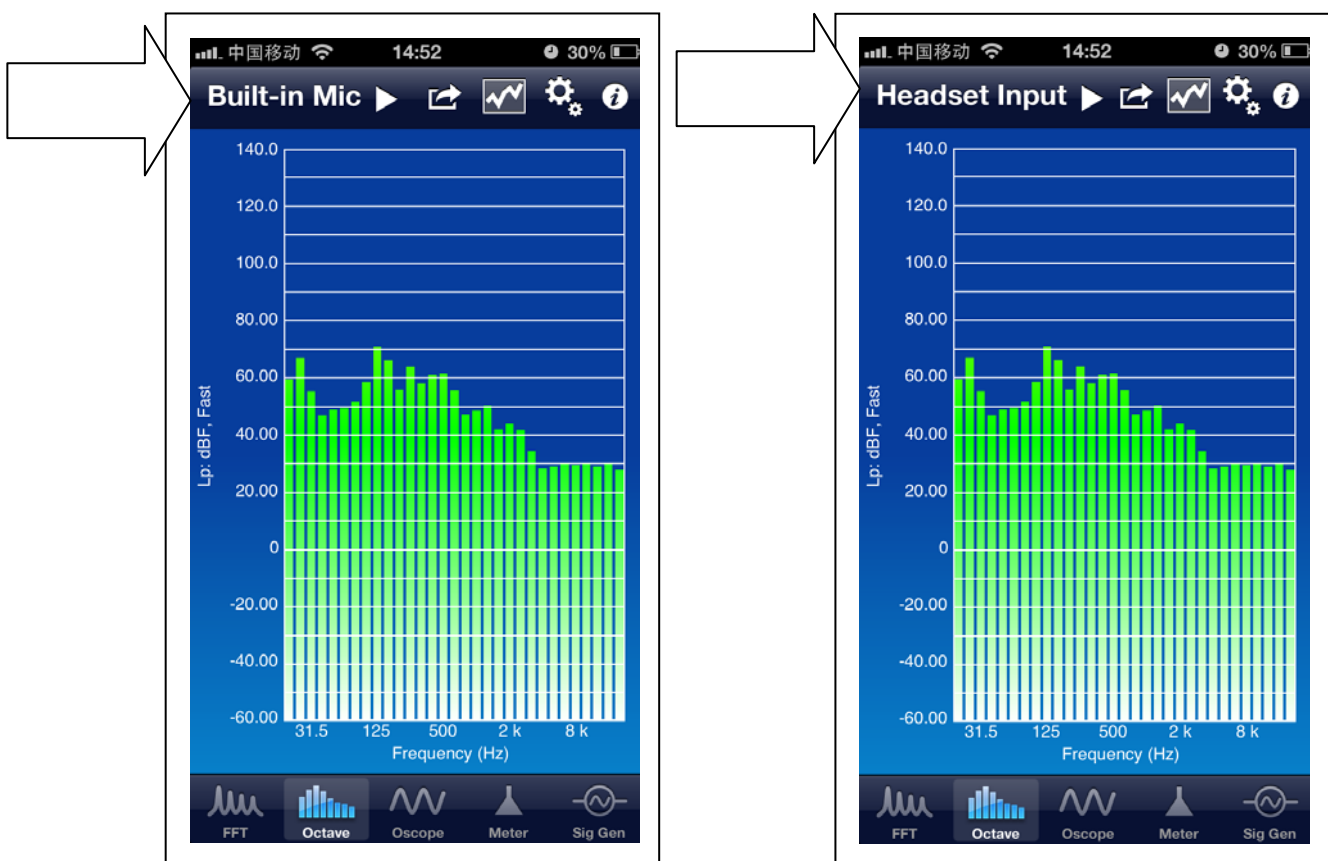 中国移动 14:52 30%
Built-in Mic
140.0
120.0
100.0
80.00
60.00
40.00
20.00
0
-20.00
-40.00
-60.00
Lp: dBF, Fast
31.5 125 500 2 k 8 k
Frequency (Hz)
FFT Octave Oscope Meter Sig Gen
中国移动 14:52 30%
Headset Input
140.0
120.0
100.0
80.00
60.00
40.00
20.00
0
-20.00
-40.00
-60.00
Lp: dBF, Fast
31.5 125 500 2 k 8 k
Frequency (Hz)
FFT Octave Oscope Meter Sig Gen